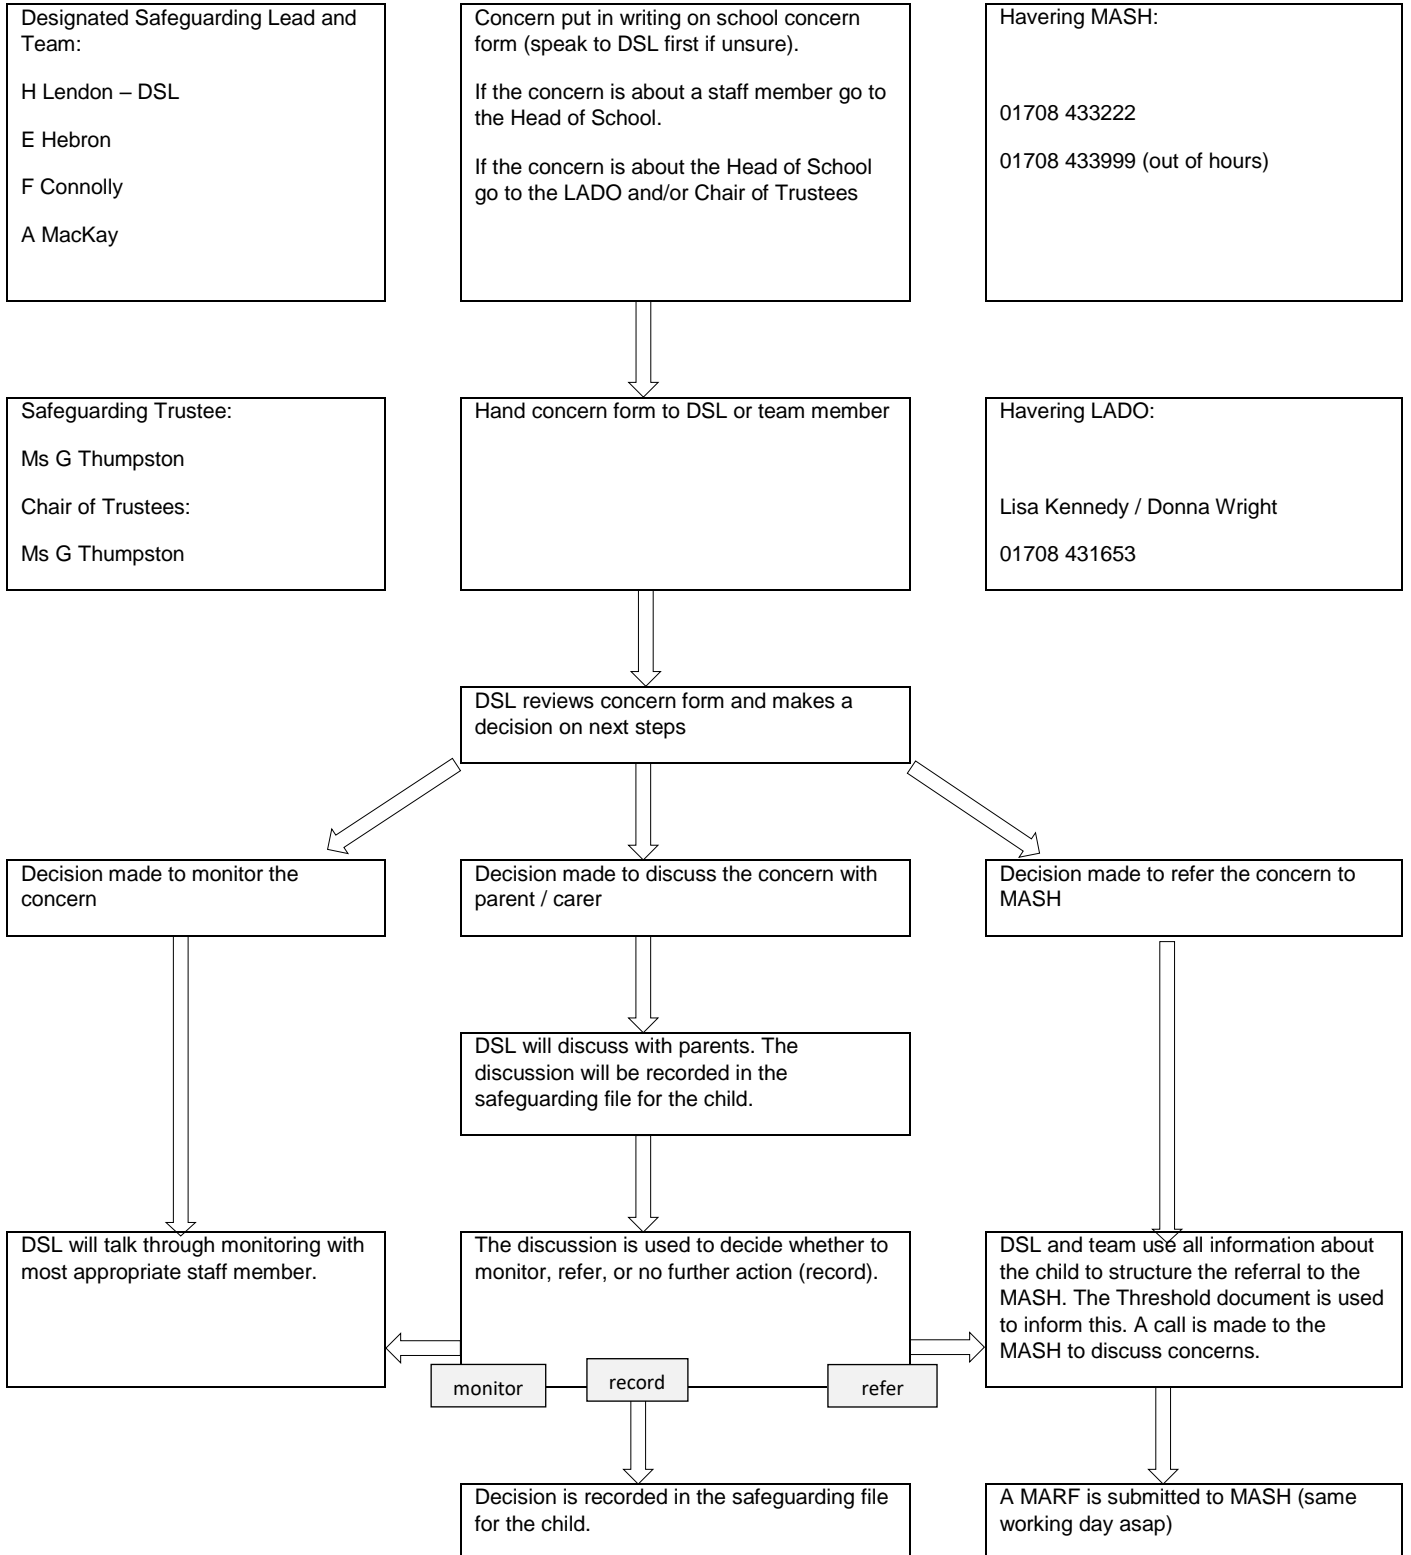 Designated Safeguarding Lead and
Team:
H Lendon – DSL
E Hebron
F Connolly
A MacKay
Concern put in writing on school concern
form (speak to DSL first if unsure).
If the concern is about a staff member go to
the Head of School.
If the concern is about the Head of School
go to the LADO and/or Chair of Trustees
Havering MASH:
01708 433222
01708 433999 (out of hours)
Safeguarding Trustee:
Ms G Thumpston
Chair of Trustees:
Ms G Thumpston
Hand concern form to DSL or team member
Havering LADO:
Lisa Kennedy / Donna Wright
01708 431653
DSL reviews concern form and makes a
decision on next steps
Decision made to monitor the
concern
Decision made to discuss the concern with
parent / carer
Decision made to refer the concern to
MASH
DSL will discuss with parents. The
discussion will be recorded in the
safeguarding file for the child.
DSL will talk through monitoring with
most appropriate staff member.
The discussion is used to decide whether to
monitor, refer, or no further action (record).
DSL and team use all information about
the child to structure the referral to the
MASH. The Threshold document is used
to inform this. A call is made to the
MASH to discuss concerns.
monitor
record
refer
Decision is recorded in the safeguarding file
for the child.
A MARF is submitted to MASH (same
working day asap)